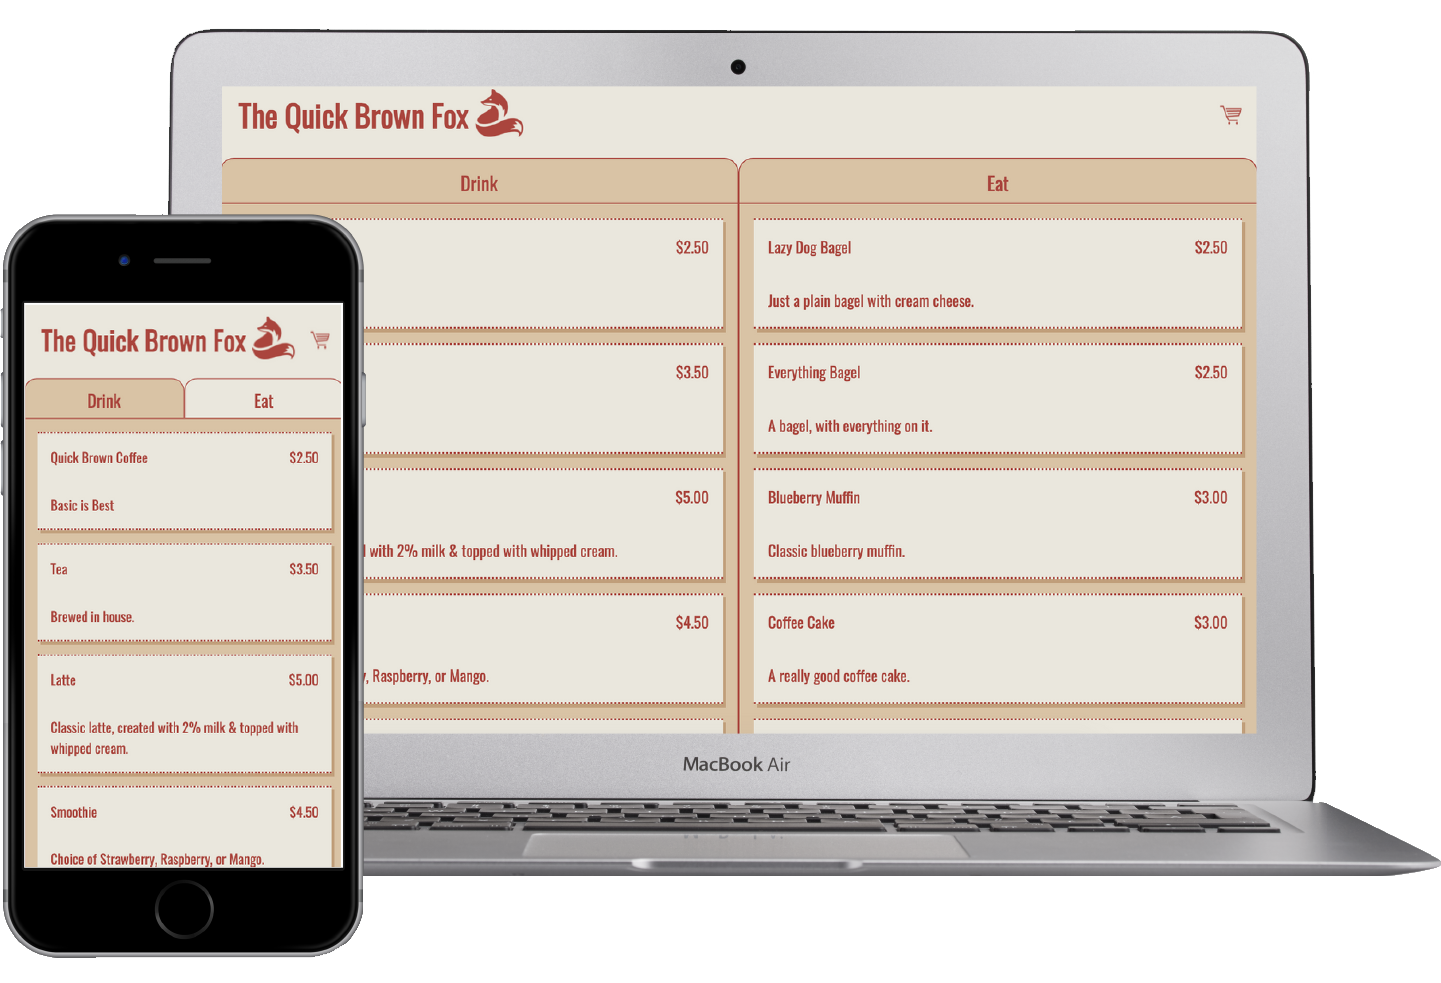 The Quick Brown Fox
Drink
Eat
$2.50
Lazy Dog Bagel
$2.50
Just a plain bagel with cream cheese.
$3.50
Everything Bagel
$2.50
A bagel, with everything on it.
$5.00
with 2% milk & topped with whipped cream.
Blueberry Muffin
$3.00
Classic blueberry muffin.
$4.50
, Raspberry, or Mango.
Coffee Cake
$3.00
A really good coffee cake.
MacBook Air
The Quick Brown Fox
Drink
Eat
Quick Brown Coffee
$2.50
Basic is Best
Tea
$3.50
Brewed in house.
Latte
$5.00
Classic latte, created with 2% milk & topped with
whipped cream.
Smoothie
$4.50
Choice of Strawberry, Raspberry, or Mango.